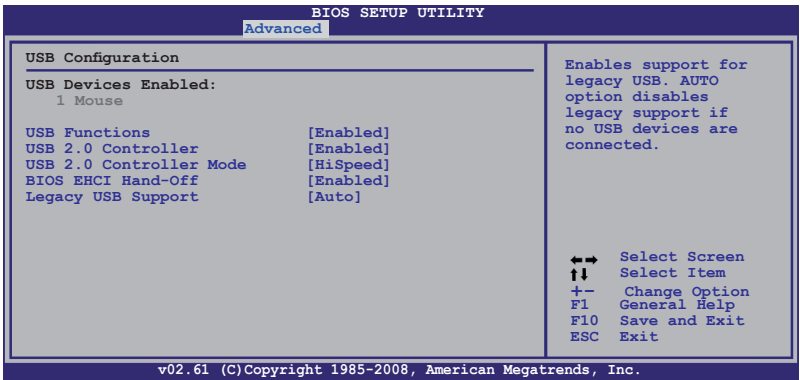 BIOS SETUP UTILITY
Advanced
USB Configuration
USB Devices Enabled:
1 Mouse
USB Functions [Enabled]
USB 2.0 Controller [Enabled]
USB 2.0 Controller Mode [HiSpeed]
BIOS EHCI Hand-Off [Enabled]
Legacy USB Support [Auto]
Enables support for
legacy USB. AUTO
option disables
legacy support if
no USB devices are
connected.
←→ Select Screen
↑↓ Select Item
+- Change Option
F1 General Help
F10 Save and Exit
ESC Exit
v02.61 (C)Copyright 1985-2008, American Megatrends, Inc.